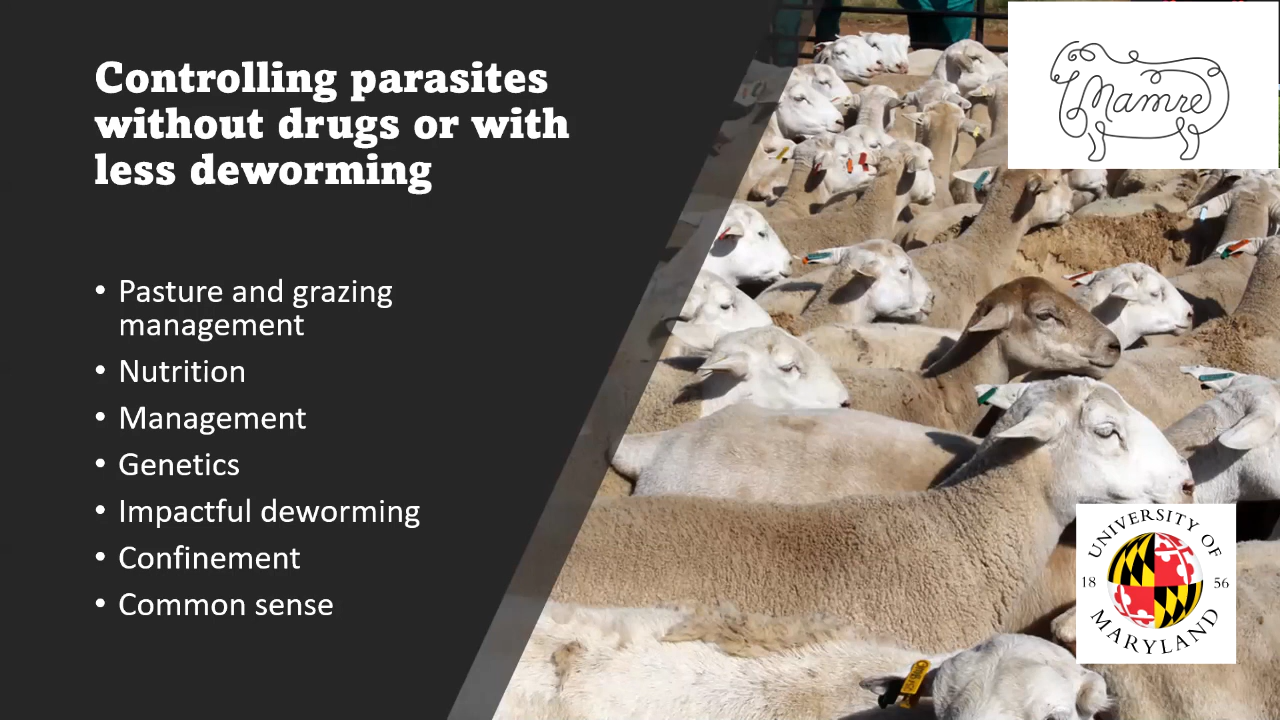 Controlling parasites
without drugs or with
less deworming
• Pasture and grazing
management
• Nutrition
• Management
• Genetics
• Impactful deworming
• Confinement
• Common sense
Mamre
UNIVERSITY OF
18 56
MARYLAND